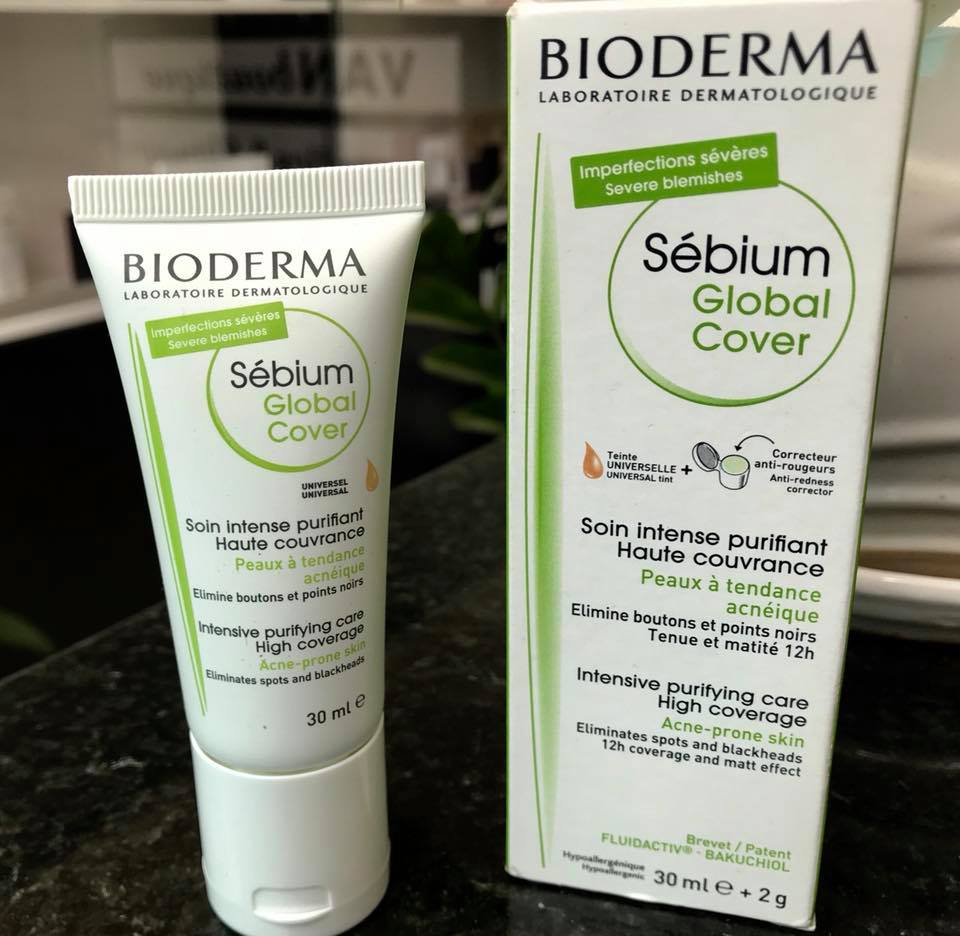 VANboutique
BIODERMA
LABORATOIRE DERMATOLOGIQUE
Imperfections sévères
Severe blemishes
Sébium
Global
Cover
UNIVERSEL
UNIVERSAL
Soin intense purifiant
Haute couvrance
Peaux à tendance
acnéique
Elimine boutons et points noirs
Intensive purifying care
High coverage
Acne-prone skin
Eliminates spots and blackheads
30 ml e
BIODERMA
LABORATOIRE DERMATOLOGIQUE
Imperfections sévères
Severe blemishes
Sébium
Global
Cover
Teinte
UNIVERSELLE +
UNIVERSAL tint
Correcteur
anti-rougeurs
Anti-redness
corrector
Soin intense purifiant
Haute couvrance
Peaux à tendance
acnéique
Elimine boutons et points noirs
Tenue et matité 12h
Intensive purifying care
High coverage
Acne-prone skin
Eliminates spots and blackheads
12h coverage and matt effect
Brevet / Patent
FLUIDACTIV® - BAKUCHIOL
Hypoallergénique
Hypoallergenic
30 ml e + 2 g